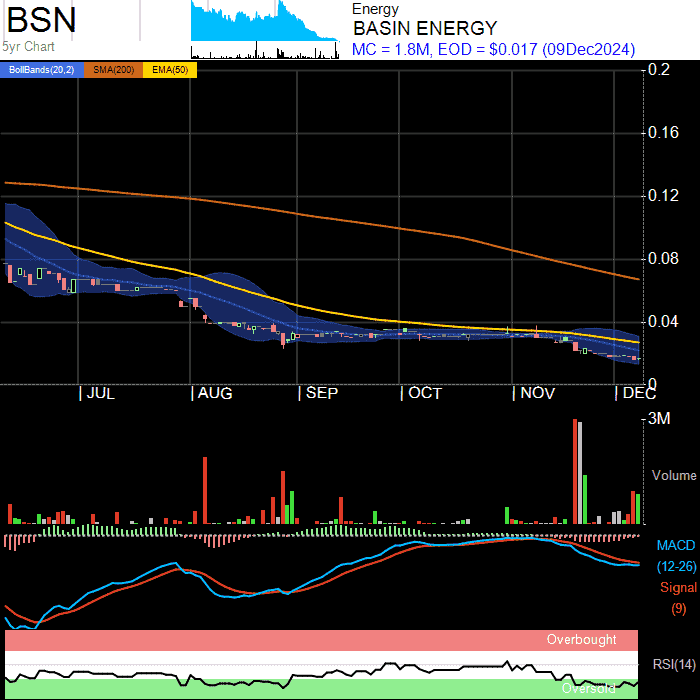 BSN
5yr Chart
Energy
BASIN ENERGY
MC = 1.8M, EOD = $0.017 (09Dec2024)
BollBands(20,2) SMA(200) EMA(50)
0.2
0.16
0.12
0.08
0.04
0
JUL AUG SEP OCT NOV DEC
3M
Volume
MACD
(12-26)
Signal
(9)
Overbought
RSI(14)
Oversold